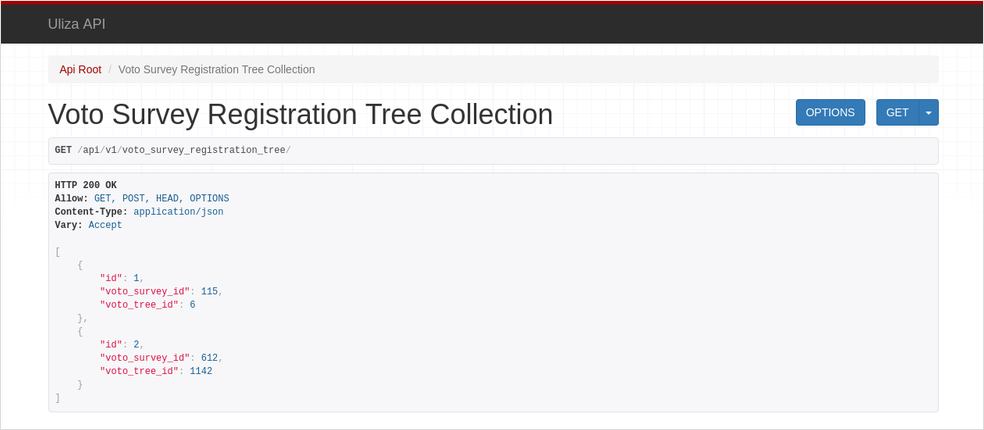 Uliza API
Api Root / Voto Survey Registration Tree Collection
Voto Survey Registration Tree Collection
OPTIONS GET
GET /api/v1/voto_survey_registration_tree/
HTTP 200 OK
Allow: GET, POST, HEAD, OPTIONS
Content-Type: application/json
Vary: Accept
[
    {
        "id": 1,
        "voto_survey_id": 115,
        "voto_tree_id": 6
    },
    {
        "id": 2,
        "voto_survey_id": 612,
        "voto_tree_id": 1142
    }
]